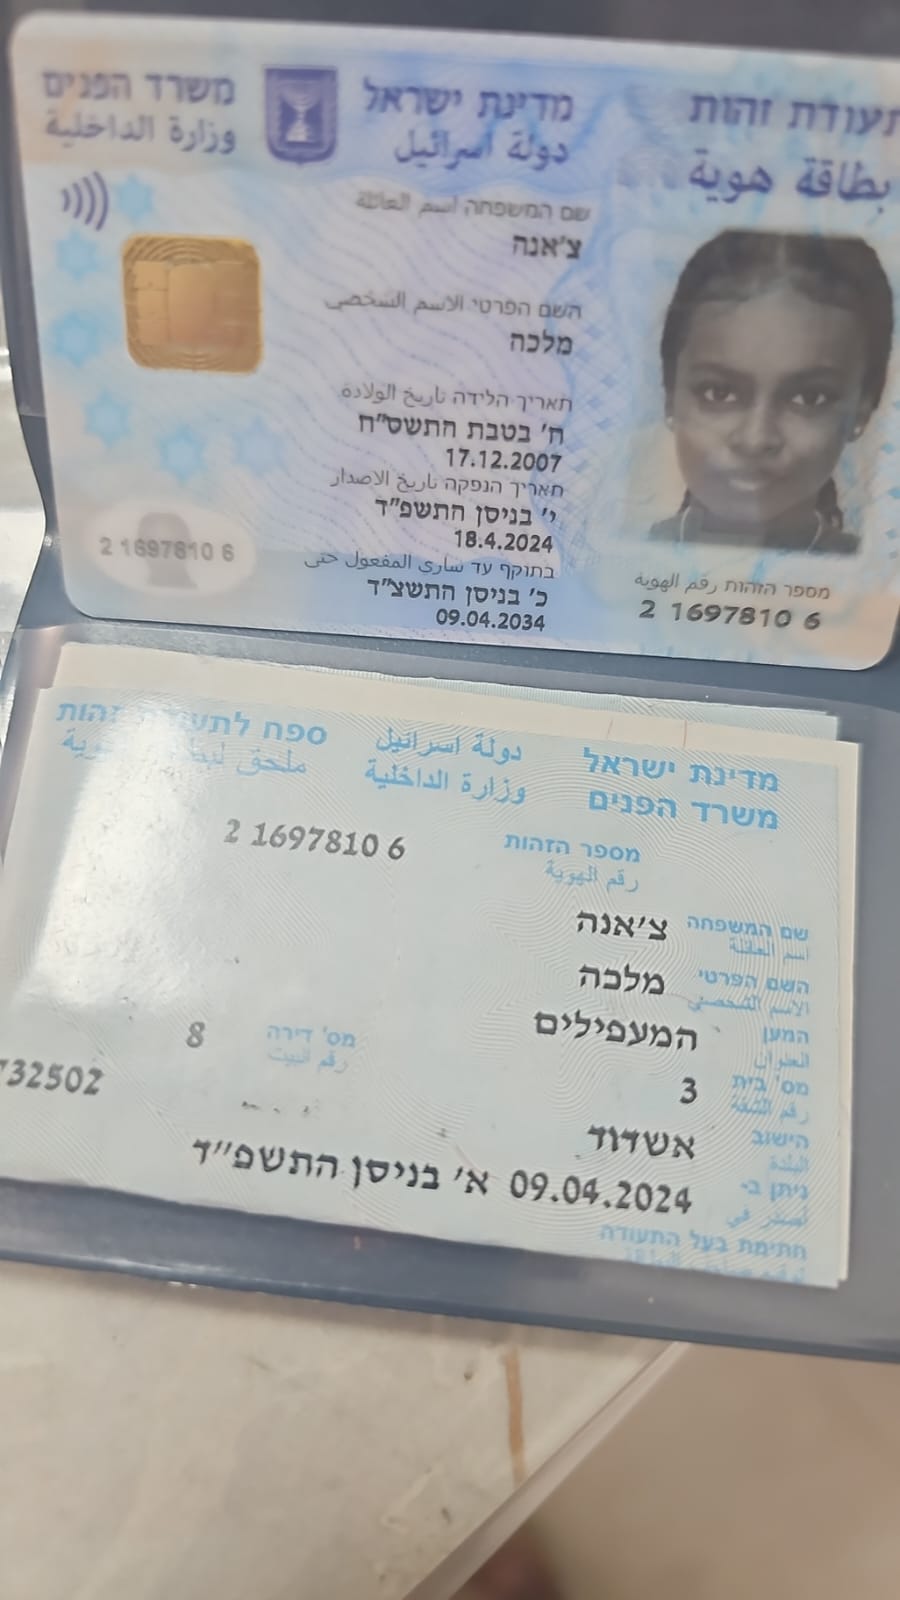 תעודת זהות
بطاقة هوية
מדינת ישראל
دولة اسرائيل
משרד הפנים
وزارة الداخلية
שם המשפחה اسم العائلة
צ'אנה
השם הפרטי الاسم الشخصي
מלכה
תאריך הלידה تاريخ الولادة
ח' בטבת התשס"ח
17.12.2007
תאריך הנפקה تاريخ الاصدار
י' בניסן התשפ"ד
18.4.2024
בתוקף עד ساري المفعول حتى
כ' בניסן התשצ"ד
09.04.2034
מספר הזהות رقم الهوية
2 1697810 6
2 1697810 6
מדינת ישראל
משרד הפנים
دولة اسرائيل
وزارة الداخلية
ספח לתעודת זהות
ملحق
מספר הזהות 2 1697810 6
رقم الهوية
שם המשפחה צ'אנה
اسم العائلة
השם הפרטי מלכה
الاسم الشخصي
המען המעפילים
العنوان
מס' בית 3
מס' דירה 8
رقم البيت
رقم الشقة
732502
הישוב אשדוד
البلدة
ניתן ב- 09.04.2024 א' בניסן התשפ"ד
أصدر في
חתימת בעל התעודה